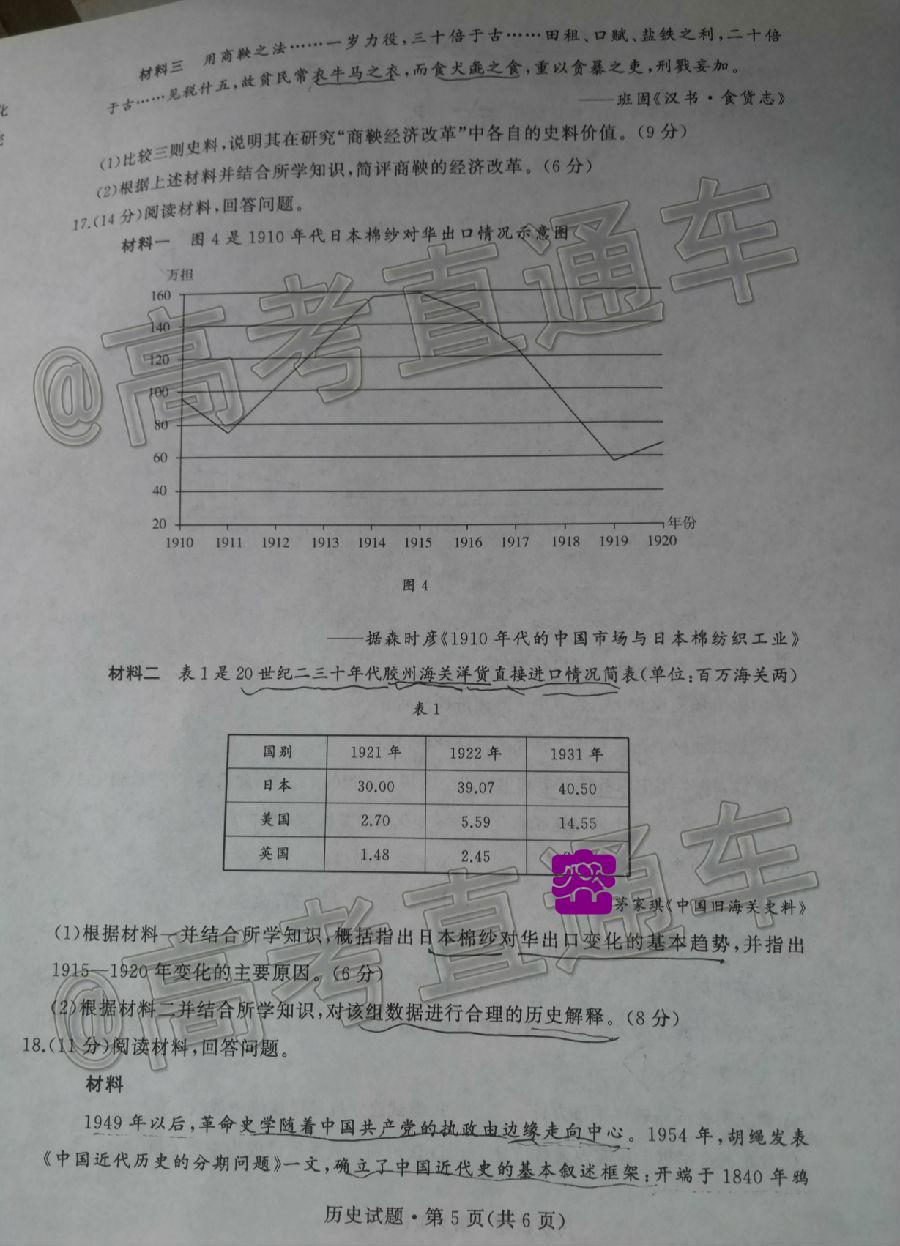 材料三 用商鞅之法……一岁力役,三十倍于古……田租、口赋、盐铁之利,二十倍
于古……见税什五,故贫民常衣牛马之衣,而食犬彘之食,重以贪暴之吏,刑戮妄加。
——班固《汉书·食货志》
(1)比较三则史料,说明其在研究“商鞅经济改革”中各自的史料价值。(9分)
(2)根据上述材料并结合所学知识,简评商鞅的经济改革。(6分)
17.(14分)阅读材料,回答问题。
材料一 图4是1910年代日本棉纱对华出口情况示意图
万担
160
140
120
100
80
60
40
20
1910 1911 1912 1913 1914 1915 1916 1917 1918 1919 1920
年份
图4
——据森时彦《1910年代的中国市场与日本棉纺织工业》
材料二 表1是20世纪二三十年代胶州海关洋货直接进口情况简表(单位:百万海关两)
表1
国别 1921年 1922年 1931年
日本 30.00 39.07 40.50
美国 2.70 5.59 14.55
英国 1.48 2.45
茅家琪《中国旧海关史料》
(1)根据材料一并结合所学知识,概括指出日本棉纱对华出口变化的基本趋势,并指出
1915—1920年变化的主要原因。(6分)
(2)根据材料二并结合所学知识,对该组数据进行合理的历史解释。(8分)
18.(11分)阅读材料,回答问题。
材料
1949年以后,革命史学随着中国共产党的执政由边缘走向中心。1954年,胡绳发表
《中国近代历史的分期问题》一文,确立了中国近代史的基本叙述框架:开端于1840年鸦
历史试题·第5页(共6页)
@高考直通车
@高考直通车